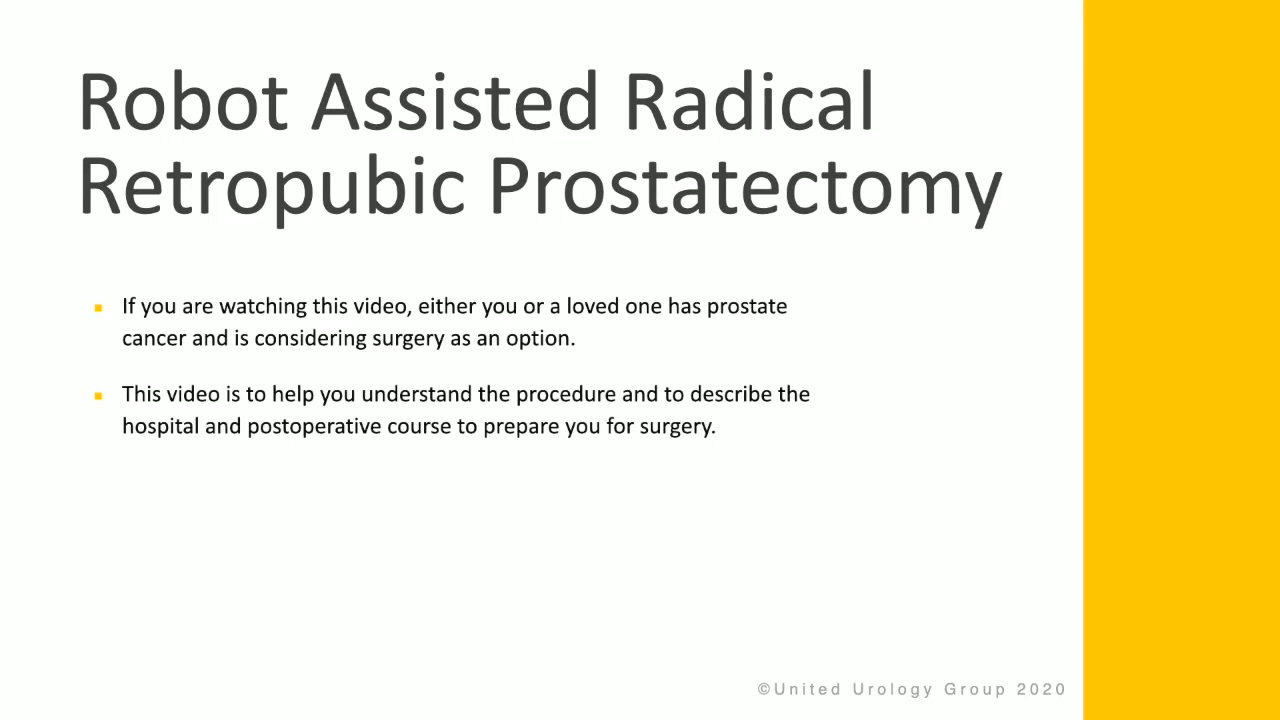 Robot Assisted Radical
Retropubic Prostatectomy
If you are watching this video, either you or a loved one has prostate
cancer and is considering surgery as an option.
This video is to help you understand the procedure and to describe the
hospital and postoperative course to prepare you for surgery.
©United Urology Group 2020